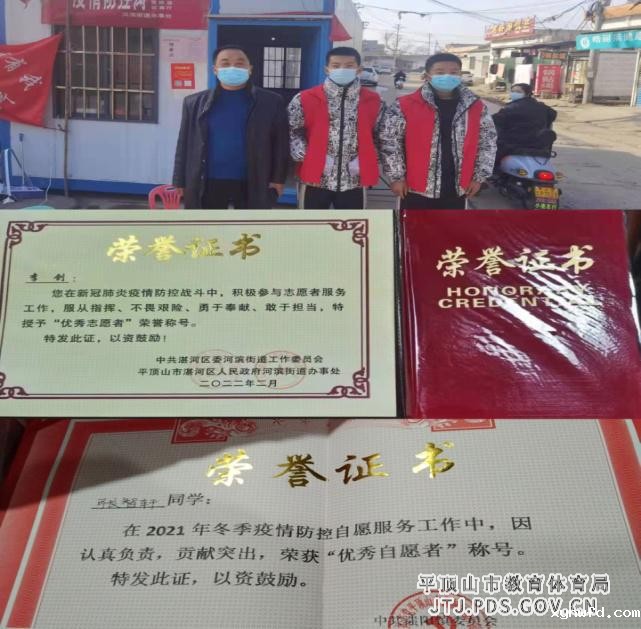 疫情防控岗
荣誉证书
李剑：
您在新冠肺炎疫情防控战斗中，积极参与志愿者服务
工作，服从指挥、不畏艰险、勇于奉献、敢于担当，特
授予“优秀志愿者”荣誉称号。
特发此证，以资鼓励！
中共湛河区委河滨街道工作委员会
平顶山市湛河区人民政府河滨街道办事处
二〇二二年二月
荣誉证书
HONORARY
CREDENTIAL
荣誉证书
同学：
在2021年冬季疫情防控自愿服务工作中，因
认真负责，贡献突出，荣获“优秀自愿者”称号。
特发此证，以资鼓励。
平顶山市教育体育局
JTJ.PDS.GOV.CN